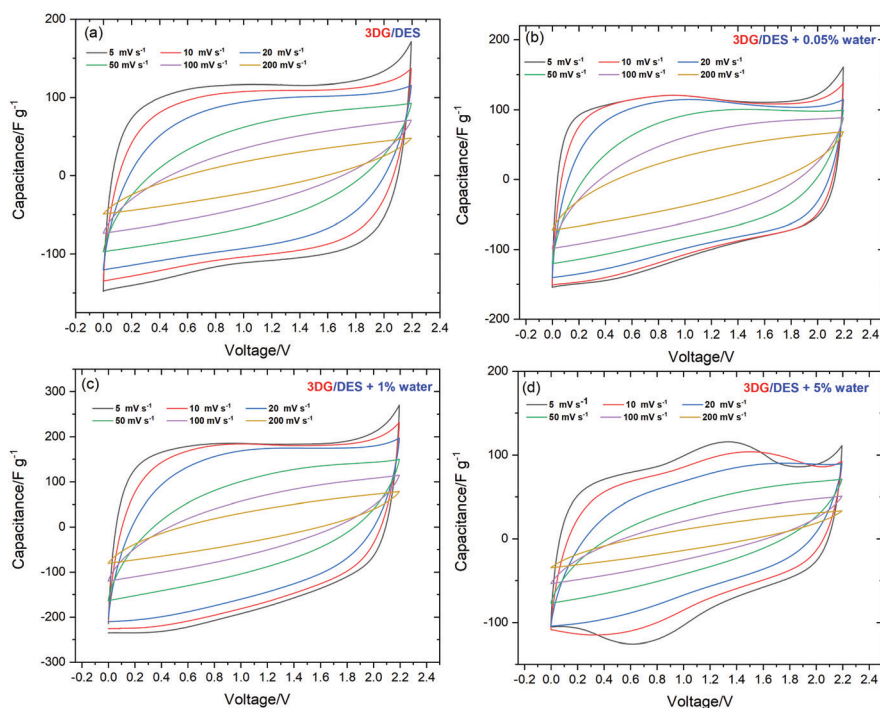 (a)
3DG/DES
5 mV s-1
10 mV s-1
20 mV s-1
50 mV s-1
100 mV s-1
200 mV s-1
Capacitance/F g-1
200
100
0
-100
-0.2 0.0 0.2 0.4 0.6 0.8 1.0 1.2 1.4 1.6 1.8 2.0 2.2 2.4
Voltage/V
(b)
3DG/DES + 0.05% water
5 mV s-1
10 mV s-1
20 mV s-1
50 mV s-1
100 mV s-1
200 mV s-1
Capacitance/F g-1
200
100
0
-100
-200
-0.2 0.0 0.2 0.4 0.6 0.8 1.0 1.2 1.4 1.6 1.8 2.0 2.2 2.4
Voltage/V
(c)
3DG/DES + 1% water
5 mV s-1
10 mV s-1
20 mV s-1
50 mV s-1
100 mV s-1
200 mV s-1
Capacitance/F g-1
300
200
100
0
-100
-200
-300
-0.2 0.0 0.2 0.4 0.6 0.8 1.0 1.2 1.4 1.6 1.8 2.0 2.2 2.4
Voltage/V
(d)
3DG/DES + 5% water
5 mV s-1
10 mV s-1
20 mV s-1
50 mV s-1
100 mV s-1
200 mV s-1
Capacitance/F g-1
200
100
0
-100
-0.2 0.0 0.2 0.4 0.6 0.8 1.0 1.2 1.4 1.6 1.8 2.0 2.2 2.4
Voltage/V